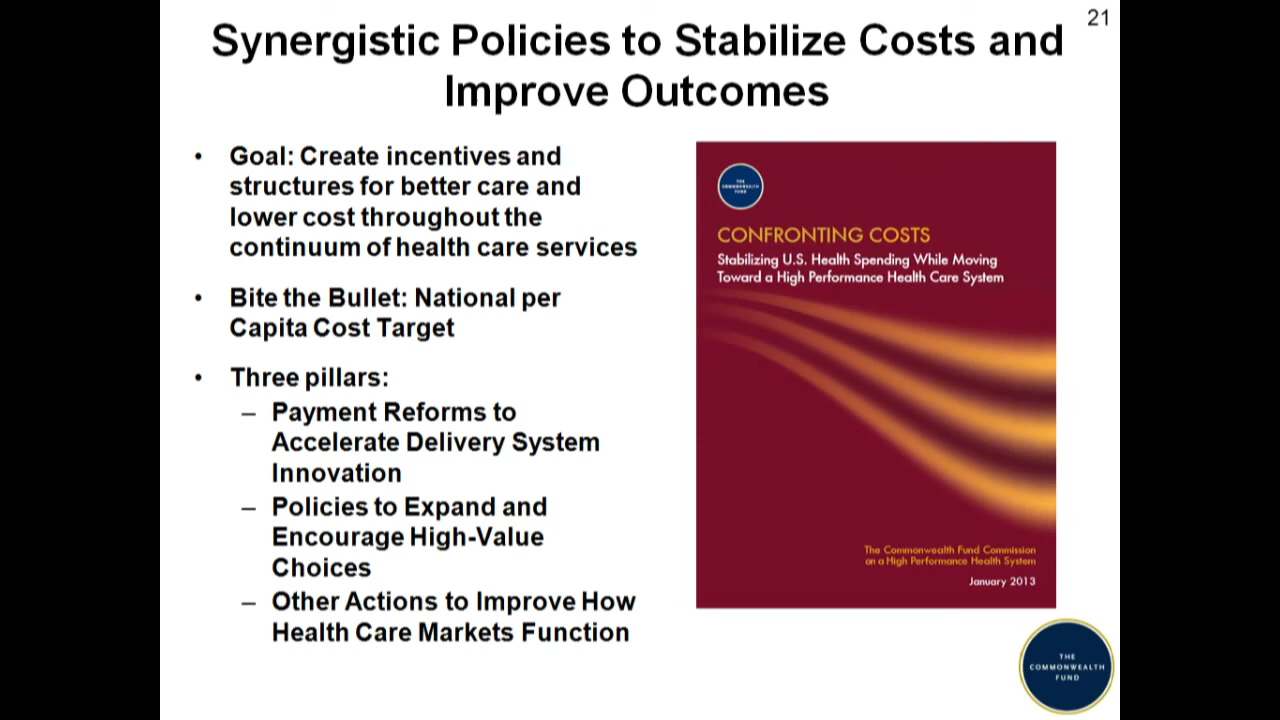 21
Synergistic Policies to Stabilize Costs and
Improve Outcomes
• Goal: Create incentives and
structures for better care and
lower cost throughout the
continuum of health care services
• Bite the Bullet: National per
Capita Cost Target
• Three pillars:
– Payment Reforms to
Accelerate Delivery System
Innovation
– Policies to Expand and
Encourage High-Value
Choices
– Other Actions to Improve How
Health Care Markets Function
THE
COMMONWEALTH
FUND
CONFRONTING COSTS
Stabilizing U.S. Health Spending While Moving
Toward a High Performance Health Care System
The Commonwealth Fund Commission
on a High Performance Health System
January 2013
THE
COMMONWEALTH
FUND